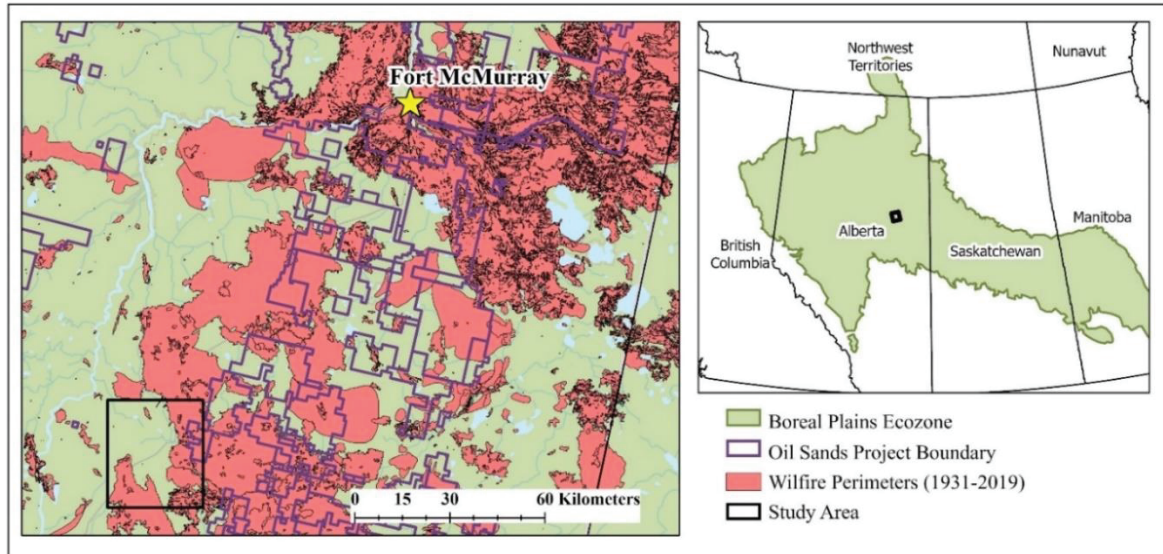 Fort McMurray
0 15 30 60 Kilometers
Northwest
Territories
Nunavut
British
Columbia
Alberta
Saskatchewan
Manitoba
Boreal Plains Ecozone
Oil Sands Project Boundary
Wilfire Perimeters (1931-2019)
Study Area